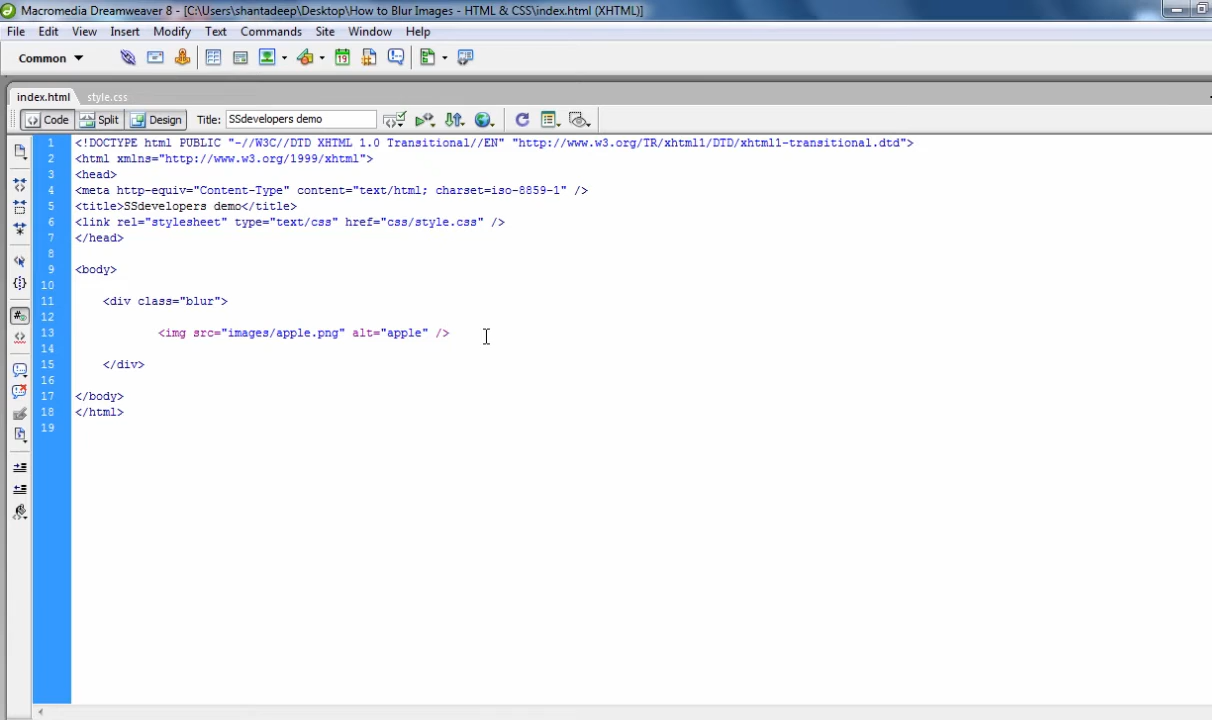 Macromedia Dreamweaver 8 - [C:\Users\shantadeep\Desktop\How to Blur Images - HTML & CSS\index.html (XHTML)]
File Edit View Insert Modify Text Commands Site Window Help
Common
index.html style.css
Code Split Design Title: SSdevelopers demo
1 <!DOCTYPE html PUBLIC "-//W3C//DTD XHTML 1.0 Transitional//EN" "http://www.w3.org/TR/xhtml1/DTD/xhtml1-transitional.dtd">
2 <html xmlns="http://www.w3.org/1999/xhtml">
3 <head>
4 <meta http-equiv="Content-Type" content="text/html; charset=iso-8859-1" />
5 <title>SSdevelopers demo</title>
6 <link rel="stylesheet" type="text/css" href="css/style.css" />
7 </head>
8
9 <body>
10
11 <div class="blur">
12
13 <img src="images/apple.png" alt="apple" />
14
15 </div>
16
17 </body>
18 </html>
19